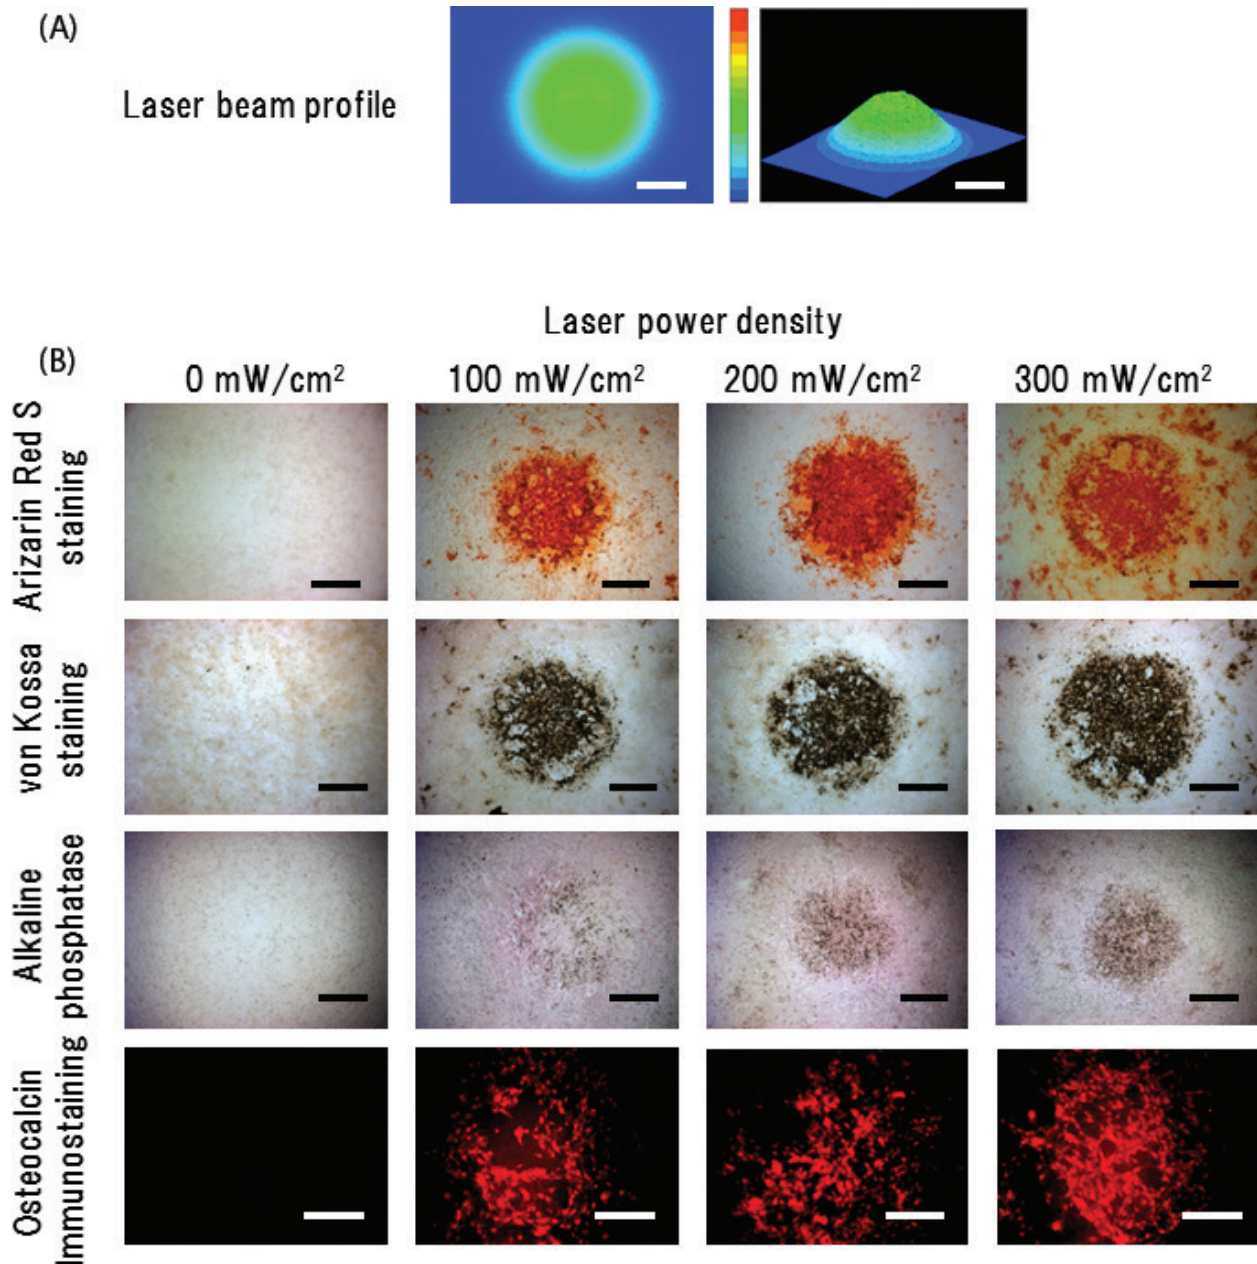 (A)
Laser beam profile
Laser power density
(B)
0 mW/cm²
100 mW/cm²
200 mW/cm²
300 mW/cm²
Arizarin Red S
staining
von Kossa
staining
Alkaline
phosphatase
Osteocalcin
Immunostaining